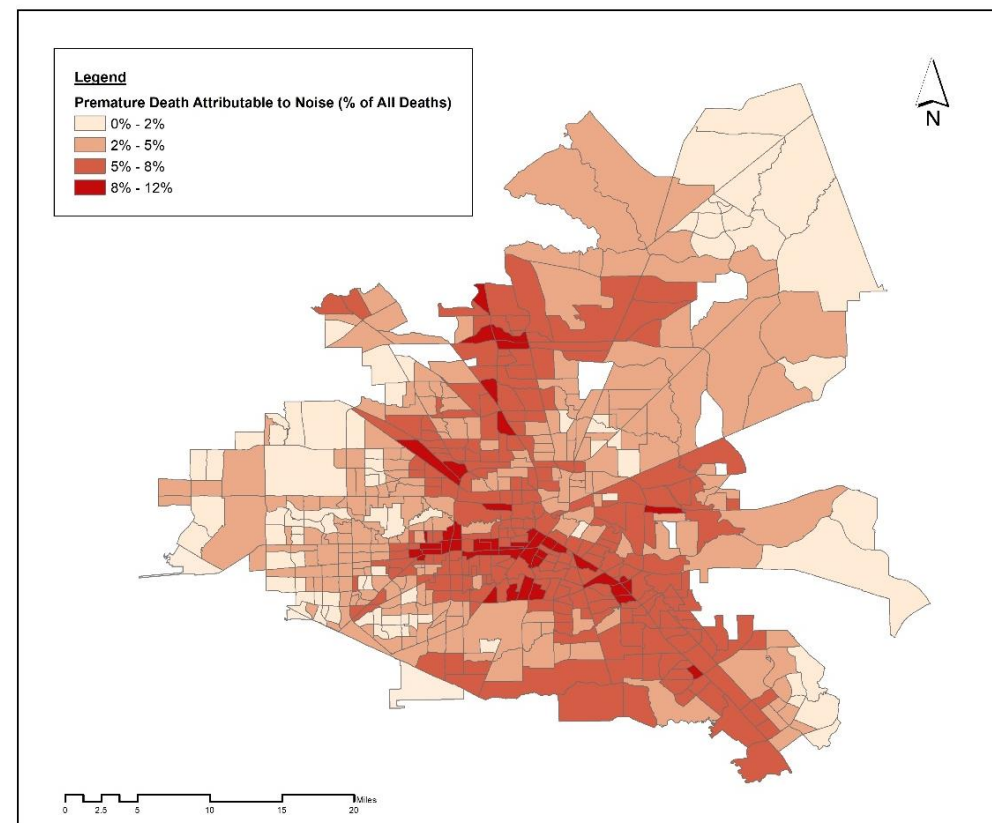 Legend
Premature Death Attributable to Noise (% of All Deaths)
0% - 2%
2% - 5%
5% - 8%
8% - 12%
N
Miles
0 2.5 5 10 15 20